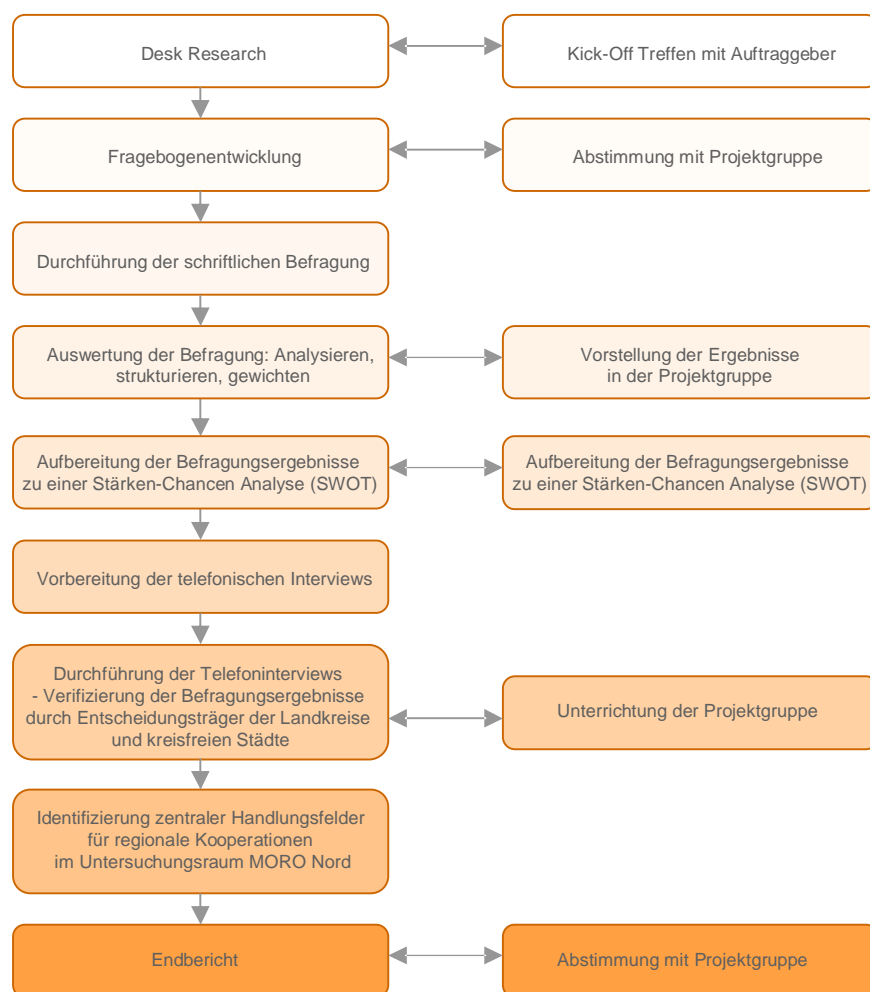 Desk Research
Kick-Off Treffen mit Auftraggeber
Fragebogenentwicklung
Abstimmung mit Projektgruppe
Durchführung der schriftlichen Befragung
Auswertung der Befragung: Analysieren,
strukturieren, gewichten
Vorstellung der Ergebnisse
in der Projektgruppe
Aufbereitung der Befragungsergebnisse
zu einer Stärken-Chancen Analyse (SWOT)
Aufbereitung der Befragungsergebnisse
zu einer Stärken-Chancen Analyse (SWOT)
Vorbereitung der telefonischen Interviews
Durchführung der Telefoninterviews
- Verifizierung der Befragungsergebnisse
durch Entscheidungsträger der Landkreise
und kreisfreien Städte
Unterrichtung der Projektgruppe
Identifizierung zentraler Handlungsfelder
für regionale Kooperationen
im Untersuchungsraum MORO Nord
Endbericht
Abstimmung mit Projektgruppe